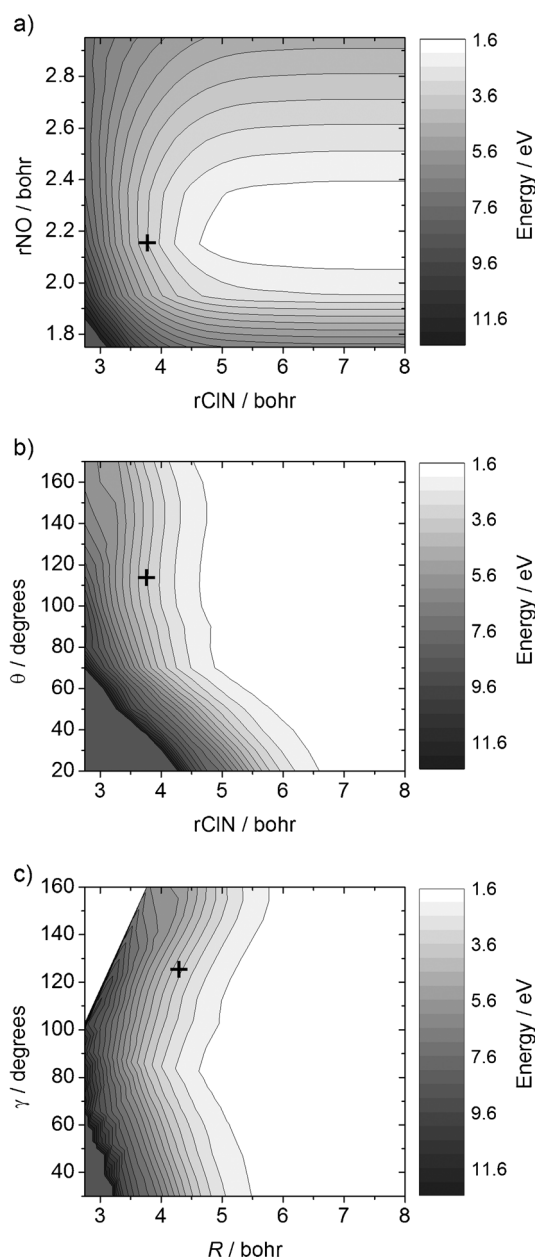 a)
2.8
2.6
2.4
2.2
2.0
1.8
rNO / bohr
3 4 5 6 7 8
rClN / bohr
1.6
3.6
5.6
7.6
9.6
11.6
Energy / eV
b)
160
140
120
100
80
60
40
20
θ / degrees
3 4 5 6 7 8
rClN / bohr
1.6
3.6
5.6
7.6
9.6
11.6
Energy / eV
c)
160
140
120
100
80
60
40
γ / degrees
3 4 5 6 7 8
R / bohr
1.6
3.6
5.6
7.6
9.6
11.6
Energy / eV